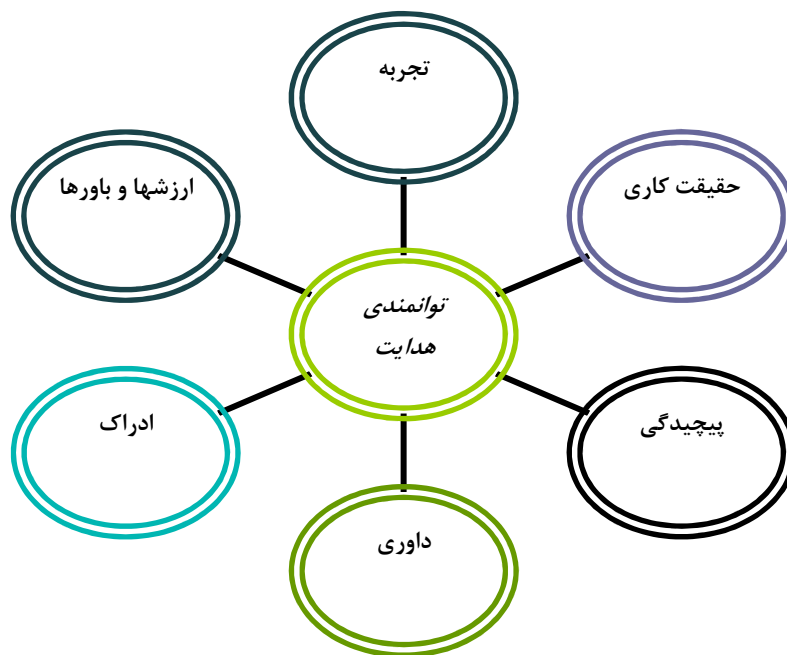 تجربه
حقیقت کاری
ارزشها و باورها
توانمندی
هدایت
پیچیدگی
ادراک
داوری